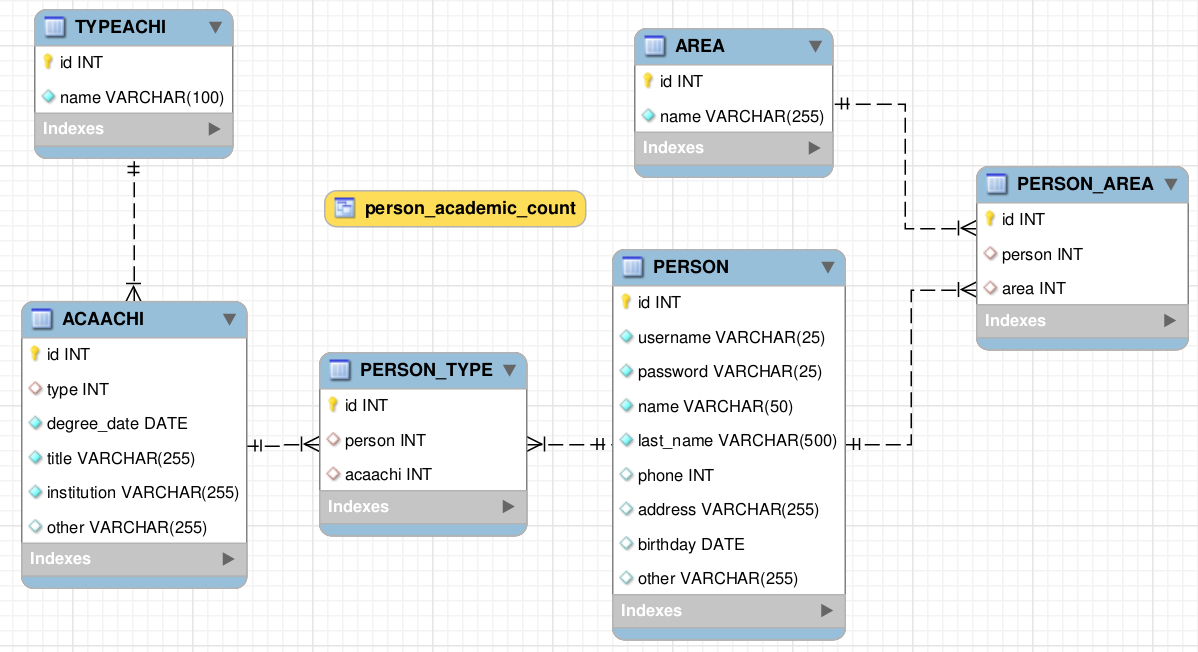 TYPEACHI
id INT
name VARCHAR(100)
Indexes
AREA
id INT
name VARCHAR(255)
Indexes
person_academic_count
PERSON_AREA
id INT
person INT
area INT
Indexes
ACAACHI
id INT
type INT
degree_date DATE
title VARCHAR(255)
institution VARCHAR(255)
other VARCHAR(255)
Indexes
PERSON_TYPE
id INT
person INT
acaachi INT
Indexes
PERSON
id INT
username VARCHAR(25)
password VARCHAR(25)
name VARCHAR(50)
last_name VARCHAR(500)
phone INT
address VARCHAR(255)
birthday DATE
other VARCHAR(255)
Indexes